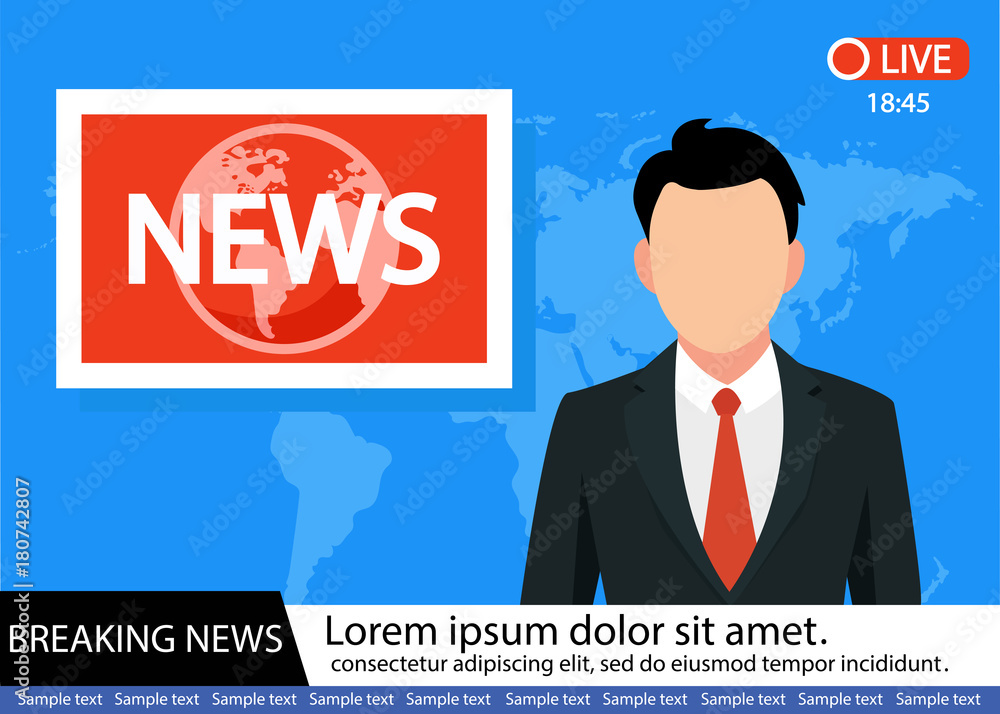 LIVE
18:45
NEWS
BREAKING NEWS
Lorem ipsum dolor sit amet.
consectetur adipiscing elit, sed do eiusmod tempor incididunt.
Sample text Sample text Sample text Sample text Sample text Sample text Sample text Sample text Sample text Sample text
Adobe Stock | #180742807